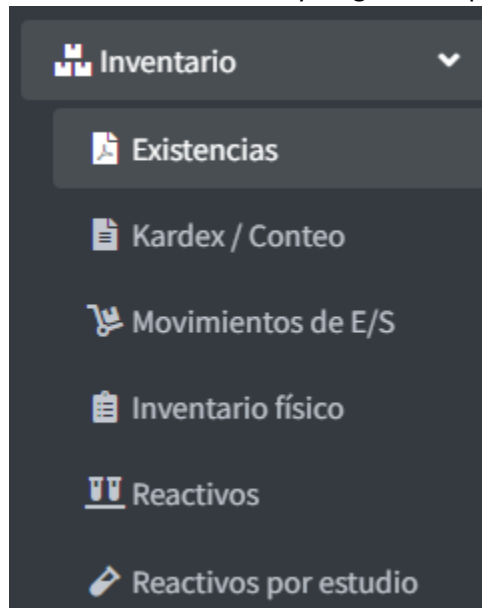 Inventario
Existencias
Kardex / Conteo
Movimientos de E/S
Inventario físico
Reactivos
Reactivos por estudio